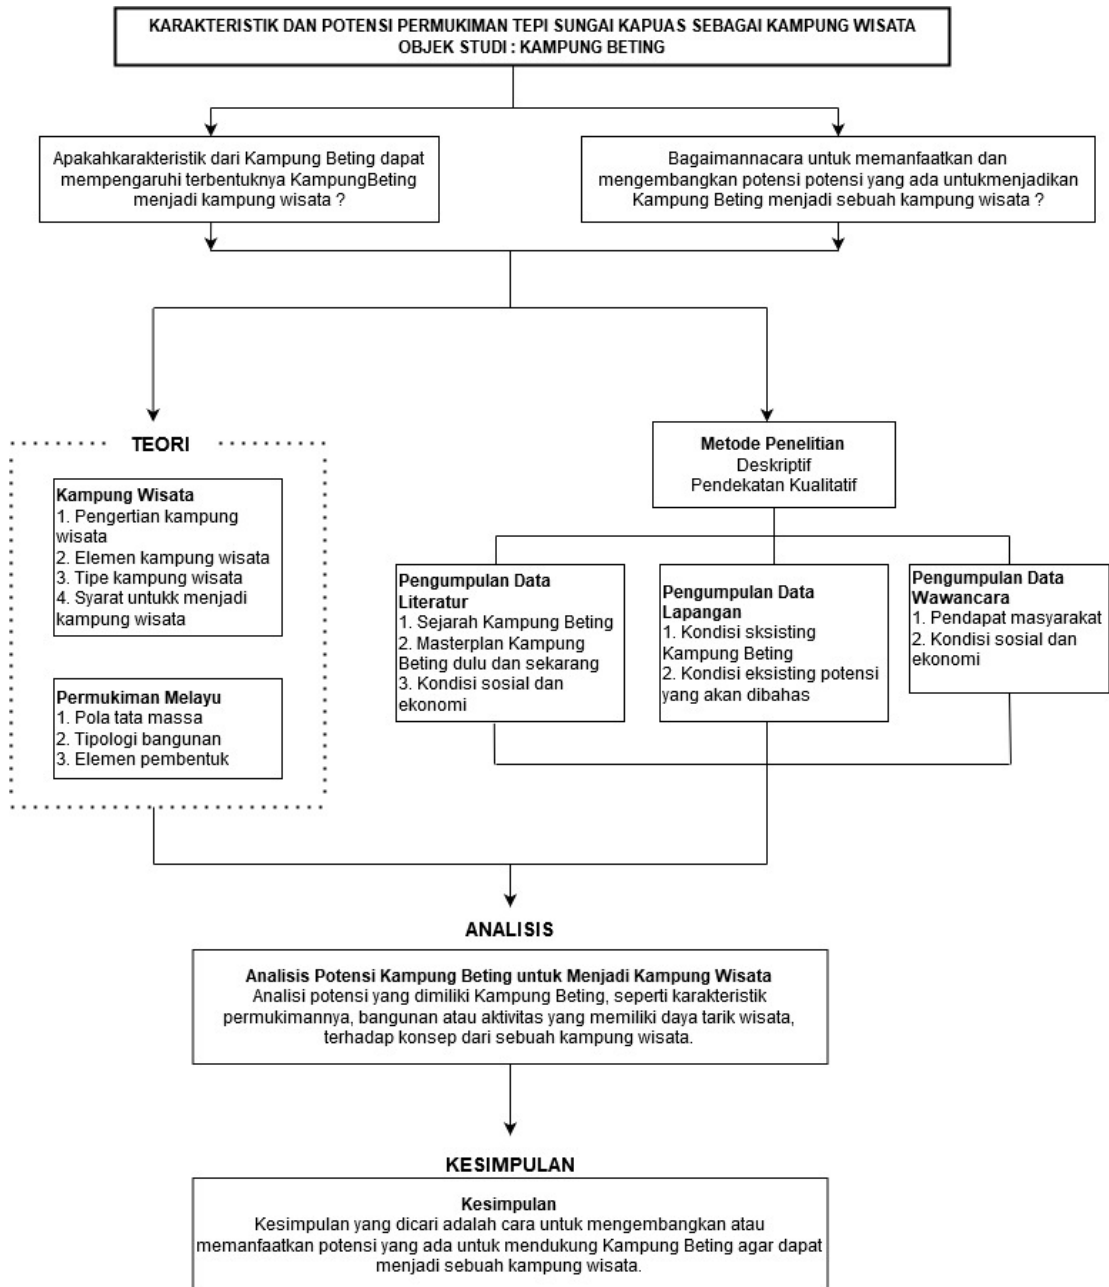 KARAKTERISTIK DAN POTENSI PERMUKIMAN TEPI SUNGAI KAPUAS SEBAGAI KAMPUNG WISATA
OBJEK STUDI : KAMPUNG BETING
Apakahkarakteristik dari Kampung Beting dapat
mempengaruhi terbentuknya KampungBeting
menjadi kampung wisata ?
Bagaimannacara untuk memanfaatkan dan
mengembangkan potensi potensi yang ada untukmenjadikan
Kampung Beting menjadi sebuah kampung wisata ?
TEORI
Kampung Wisata
1. Pengertian kampung
wisata
2. Elemen kampung wisata
3. Tipe kampung wisata
4. Syarat untukk menjadi
kampung wisata
Permukiman Melayu
1. Pola tata massa
2. Tipologi bangunan
3. Elemen pembentuk
Metode Penelitian
Deskriptif
Pendekatan Kualitatif
Pengumpulan Data
Literatur
1. Sejarah Kampung Beting
2. Masterplan Kampung
Beting dulu dan sekarang
3. Kondisi sosial dan
ekonomi
Pengumpulan Data
Lapangan
1. Kondisi sksisting
Kampung Beting
2. Kondisi eksisting potensi
yang akan dibahas
Pengumpulan Data
Wawancara
1. Pendapat masyarakat
2. Kondisi sosial dan
ekonomi
ANALISIS
Analisis Potensi Kampung Beting untuk Menjadi Kampung Wisata
Analisi potensi yang dimiliki Kampung Beting, seperti karakteristik
permukimannya, bangunan atau aktivitas yang memiliki daya tarik wisata,
terhadap konsep dari sebuah kampung wisata.
KESIMPULAN
Kesimpulan
Kesimpulan yang dicari adalah cara untuk mengembangkan atau
memanfaatkan potensi yang ada untuk mendukung Kampung Beting agar dapat
menjadi sebuah kampung wisata.